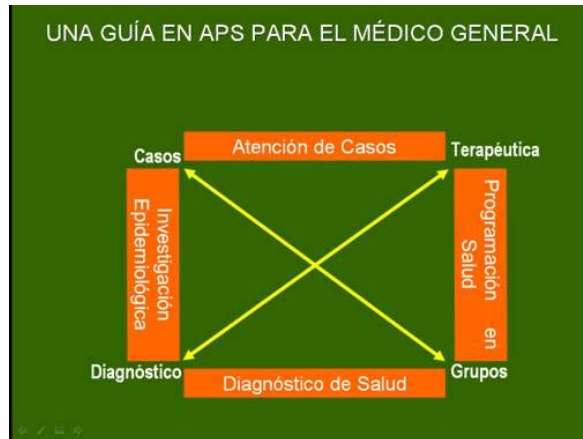 UNA GUÍA EN APS PARA EL MÉDICO GENERAL
Casos
Atención de Casos
Terapéutica
Investigación
Epidemiológica
Programación en
Salud
Diagnóstico
Diagnóstico de Salud
Grupos